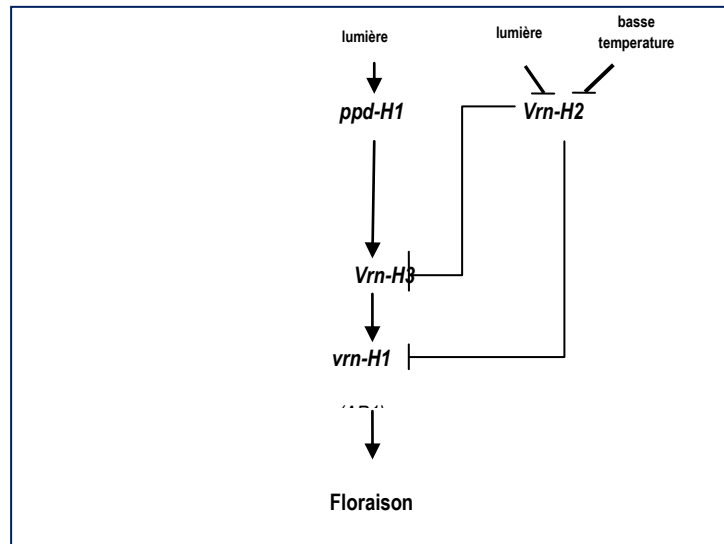 lumière
lumière
basse
temperature
ppd-H1
Vrn-H2
Vrn-H3
vrn-H1
Floraison